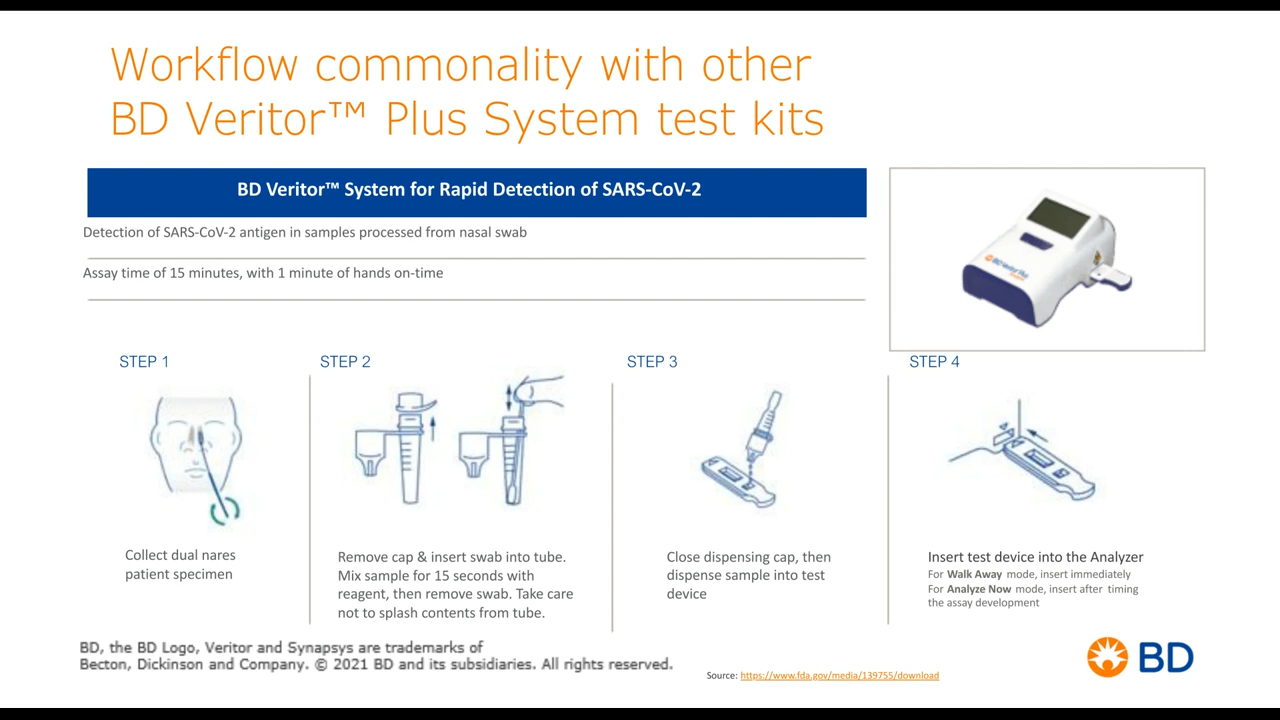 Workflow commonality with other
BD Veritor™ Plus System test kits
BD Veritor™ System for Rapid Detection of SARS-CoV-2
Detection of SARS-CoV-2 antigen in samples processed from nasal swab
Assay time of 15 minutes, with 1 minute of hands on-time
BD Veritor Plus
STEP 1
Collect dual nares
patient specimen
STEP 2
Remove cap & insert swab into tube.
Mix sample for 15 seconds with
reagent, then remove swab. Take care
not to splash contents from tube.
STEP 3
Close dispensing cap, then
dispense sample into test
device
STEP 4
Insert test device into the Analyzer
For Walk Away mode, insert immediately
For Analyze Now mode, insert after timing
the assay development
BD, the BD Logo, Veritor and Synapsys are trademarks of
Becton, Dickinson and Company. © 2021 BD and its subsidiaries. All rights reserved.
Source: https://www.fda.gov/media/139755/download
BD